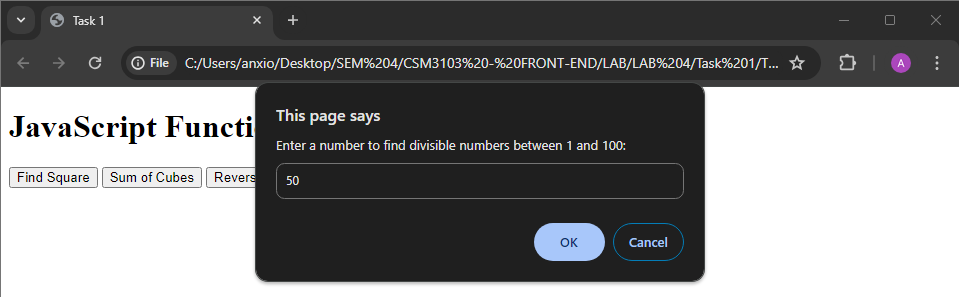 Task 1
File C:/Users/anxio/Desktop/SEM%204/CSM3103%20-%20FRONT-END/LAB/LAB%204/Task%201/T... A
This page says
JavaScript Functi
Enter a number to find divisible numbers between 1 and 100:
Find Square Sum of Cubes Revers
50
OK Cancel